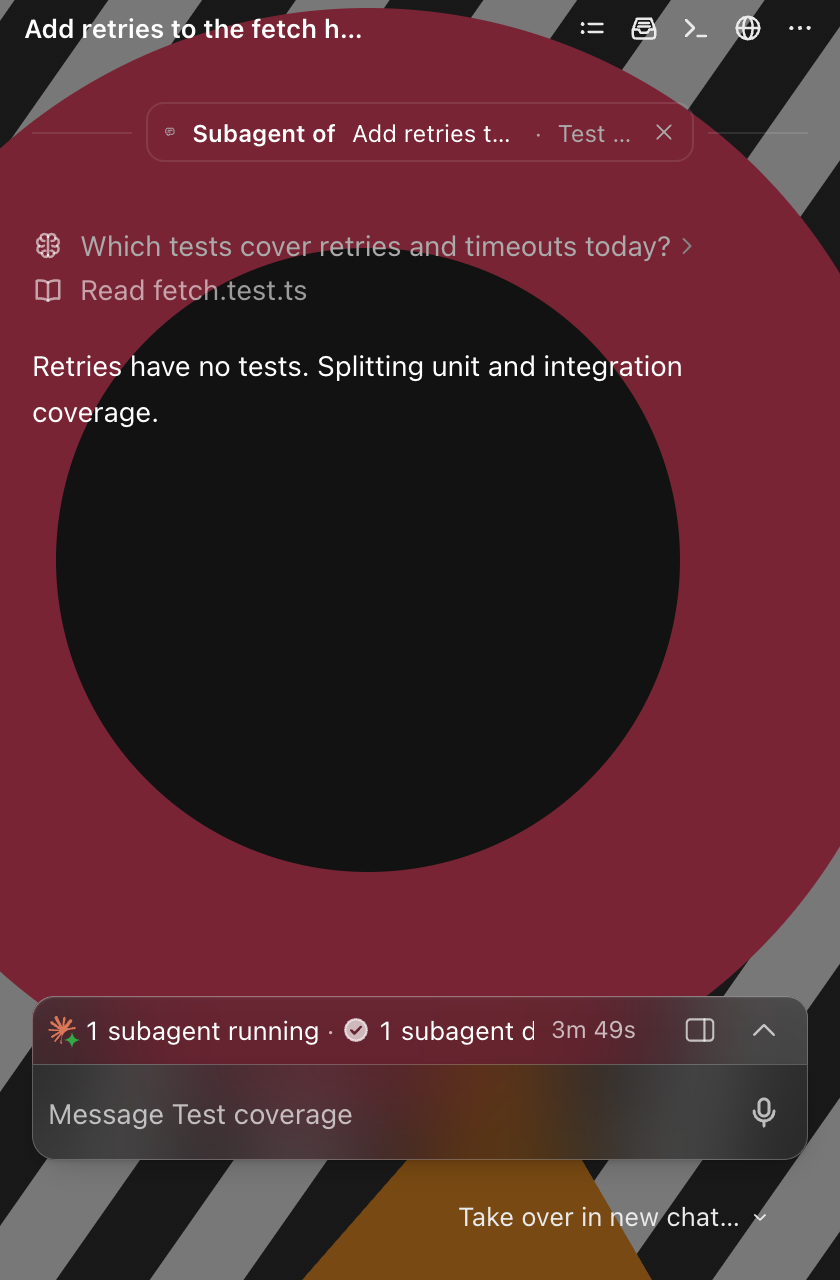 Add retries to the fetch h...
Subagent of Add retries t... · Test ...
Which tests cover retries and timeouts today?
Read fetch.test.ts
Retries have no tests. Splitting unit and integration
coverage.
1 subagent running · 1 subagent d 3m 49s
Message Test coverage
Take over in new chat...